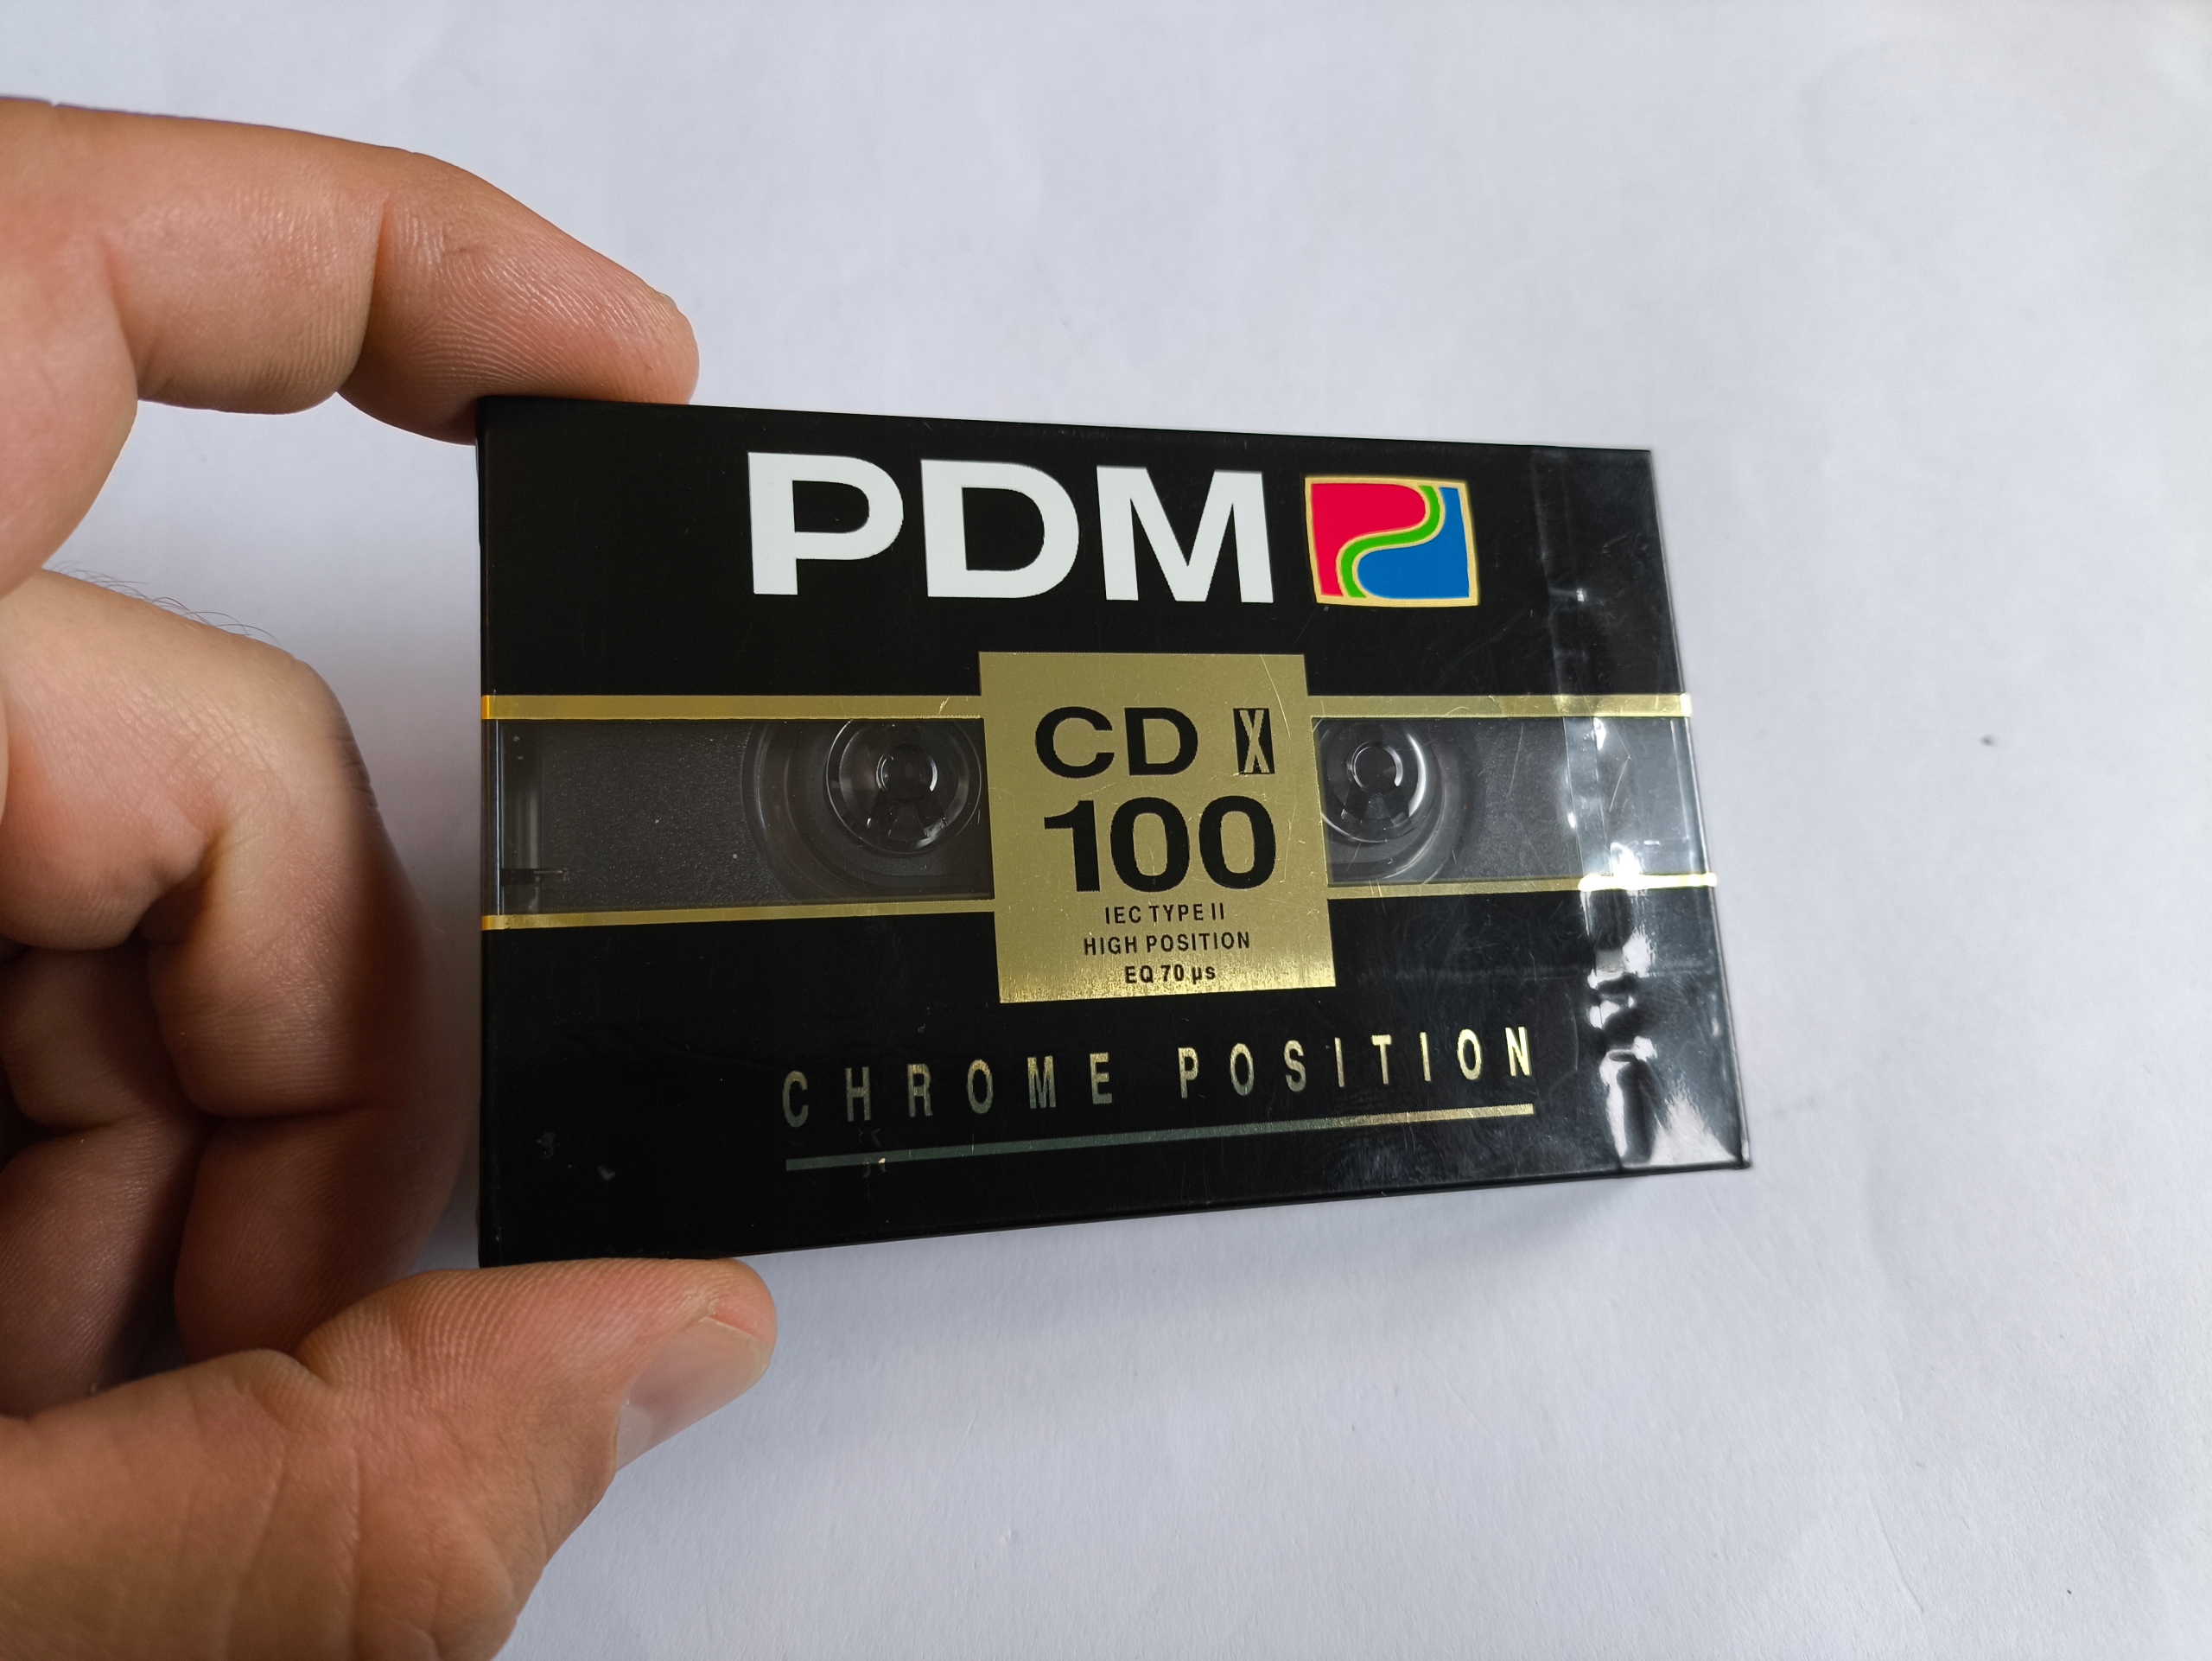 PDM
CD X
100
IEC TYPE II
HIGH POSITION
EQ 70 µs
CHROME POSITION